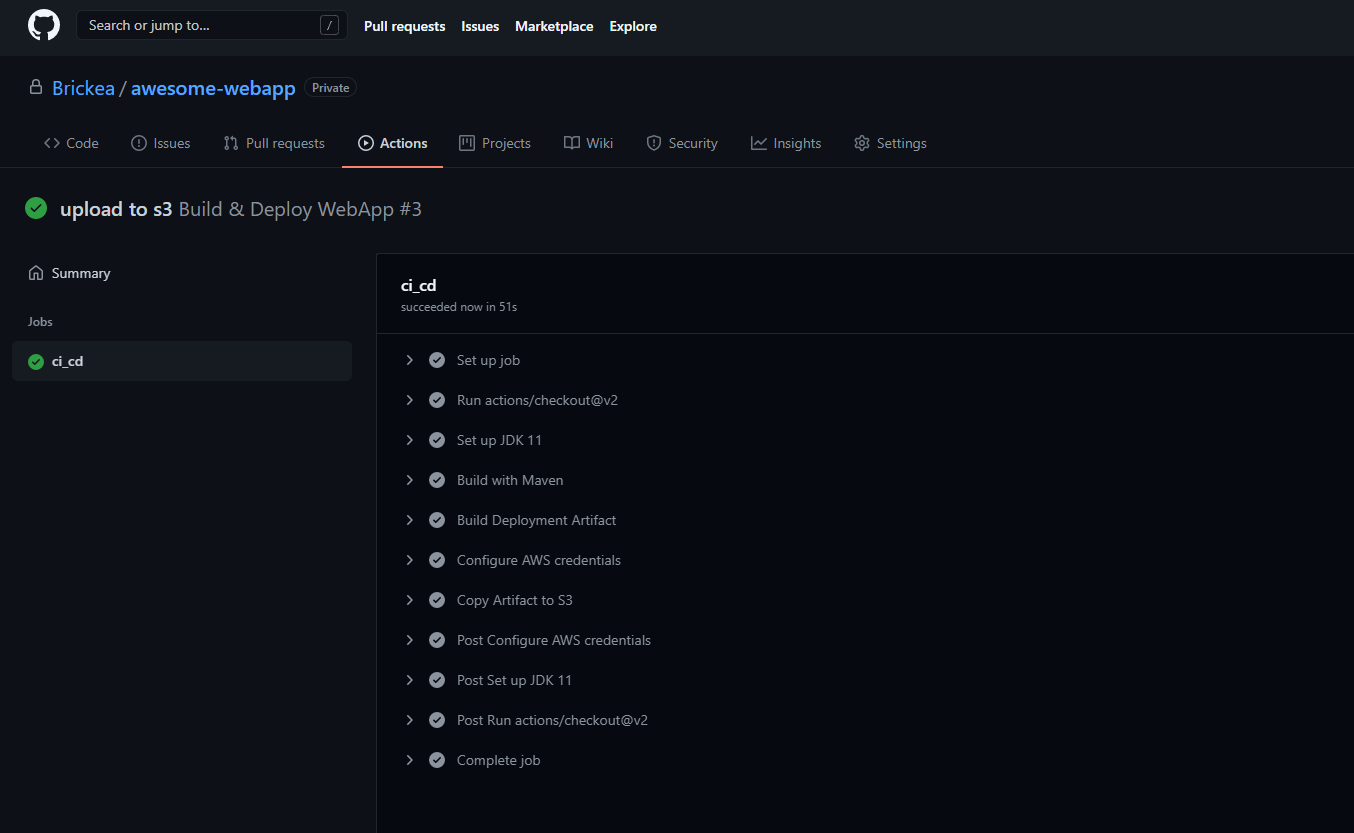 Search or jump to... / Pull requests Issues Marketplace Explore
Brickea / awesome-webapp Private
Code Issues Pull requests Actions Projects Wiki Security Insights Settings
upload to s3 Build & Deploy WebApp #3
Summary
Jobs
ci_cd
ci_cd
succeeded now in 51s
Set up job
Run actions/checkout@v2
Set up JDK 11
Build with Maven
Build Deployment Artifact
Configure AWS credentials
Copy Artifact to S3
Post Configure AWS credentials
Post Set up JDK 11
Post Run actions/checkout@v2
Complete job